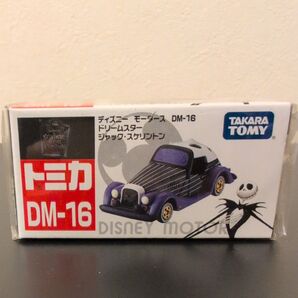 ディズニー モータース DM-16
ドリームスター
ジャック・スケリントン
TAKARA
TOMY
トミカ
DM-16
DISNEY MOTOR